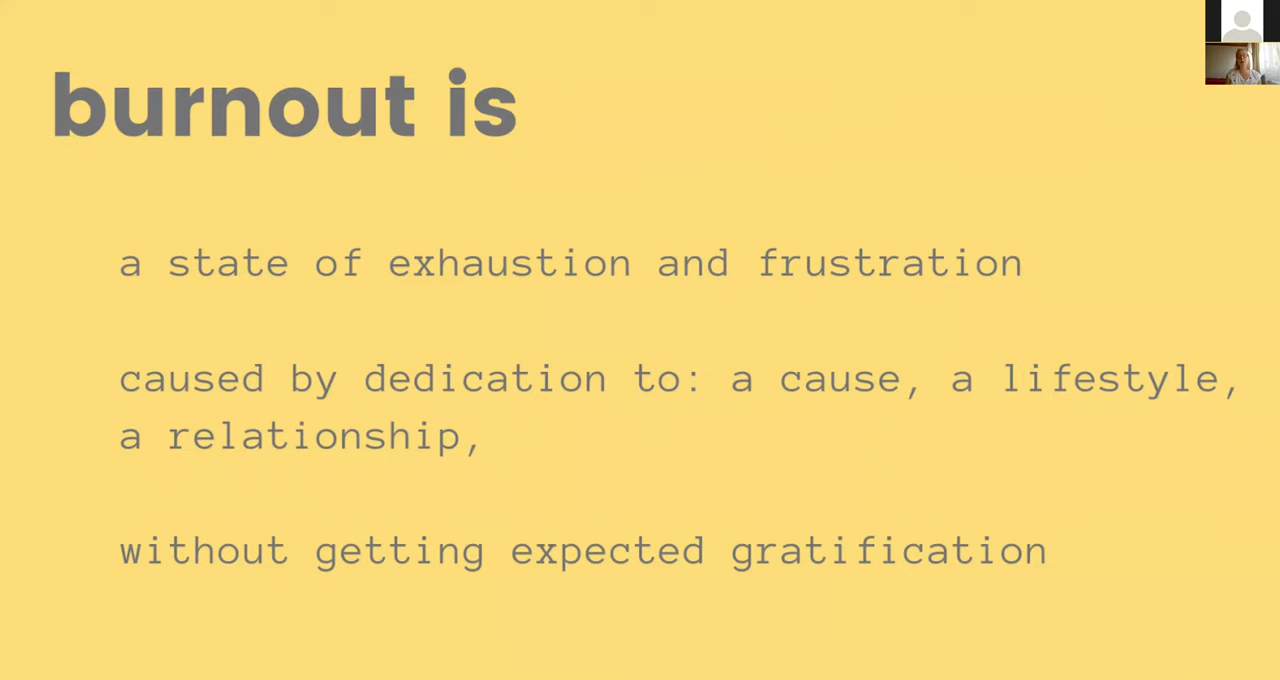 burnout is
a state of exhaustion and frustration
caused by dedication to: a cause, a lifestyle,
a relationship,
without getting expected gratification